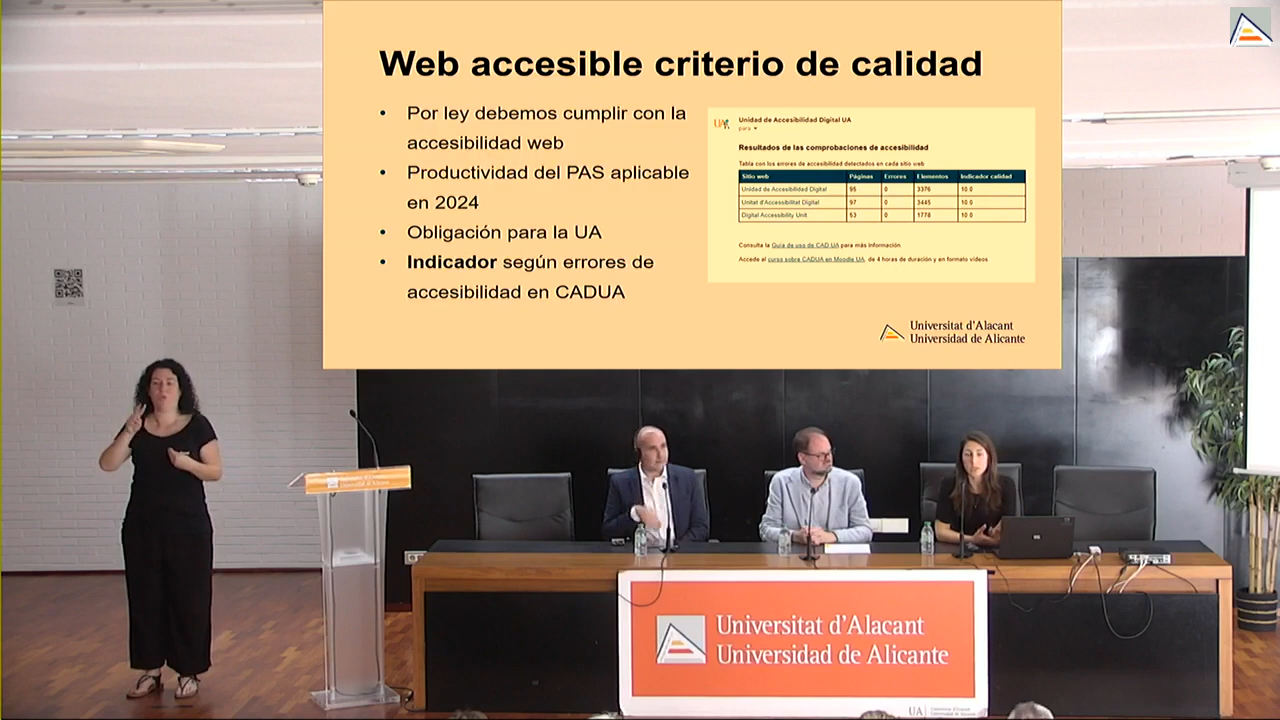 Web accesible criterio de calidad
• Por ley debemos cumplir con la
accesibilidad web
• Productividad del PAS aplicable
en 2024
• Obligación para la UA
• Indicador según errores de
accesibilidad en CADUA
UA
Unidad de Accesibilidad Digital UA
para
Resultados de las comprobaciones de accesibilidad
Tabla con los errores de accesibilidad detectados en cada sitio web
Sitio web Páginas Errores Elementos Indicador calidad
Unidad de Accesibilidad Digital 95 0 3376 10.0
Unitat d'Accessibilitat Digital 97 0 3445 10.0
Digital Accessibility Unit 53 0 1778 10.0
Consulta la Guía de uso de CAD UA para más información.
Accede al curso sobre CADUA en Moodle UA, de 4 horas de duración y en formato vídeos
Universitat d'Alacant
Universidad de Alicante
Universitat d'Alacant
Universidad de Alicante
UA